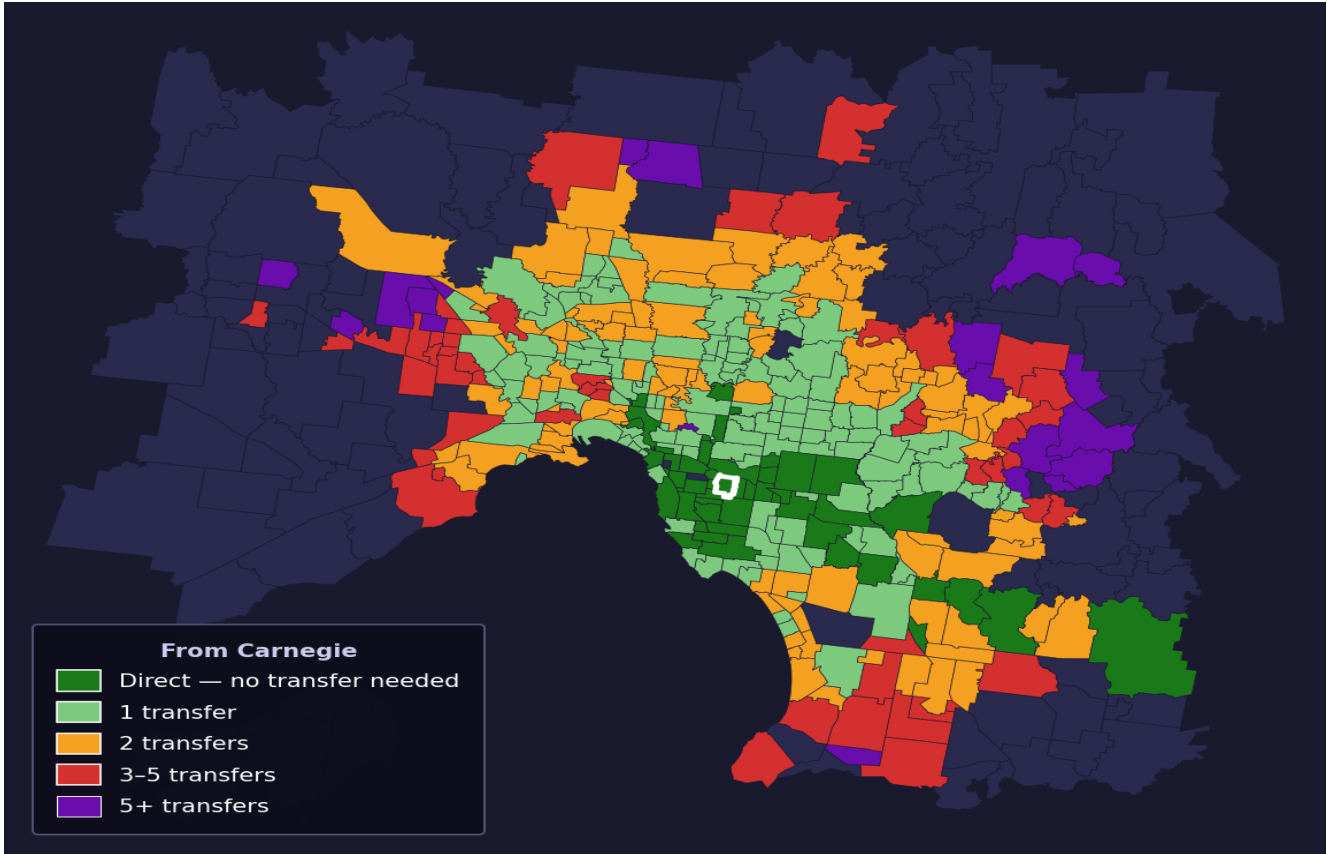 From Carnegie
Direct — no transfer needed
1 transfer
2 transfers
3–5 transfers
5+ transfers